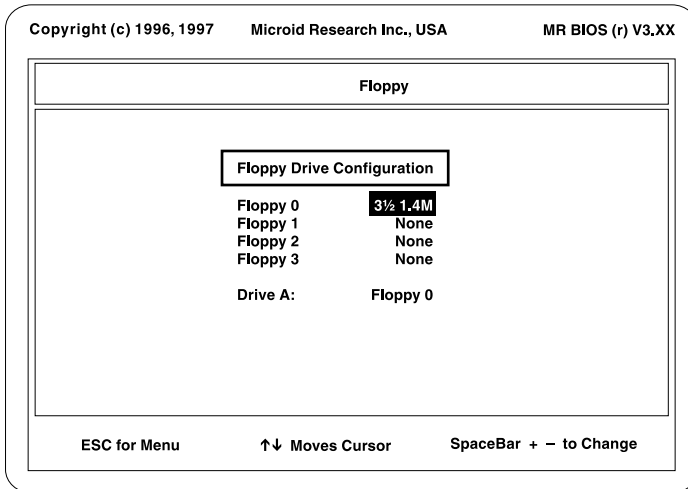 Copyright (c) 1996, 1997 Microid Research Inc., USA MR BIOS (r) V3.XX
Floppy
Floppy Drive Configuration
Floppy 0 3½ 1.4M
Floppy 1 None
Floppy 2 None
Floppy 3 None
Drive A: Floppy 0
ESC for Menu ↑↓ Moves Cursor SpaceBar + – to Change